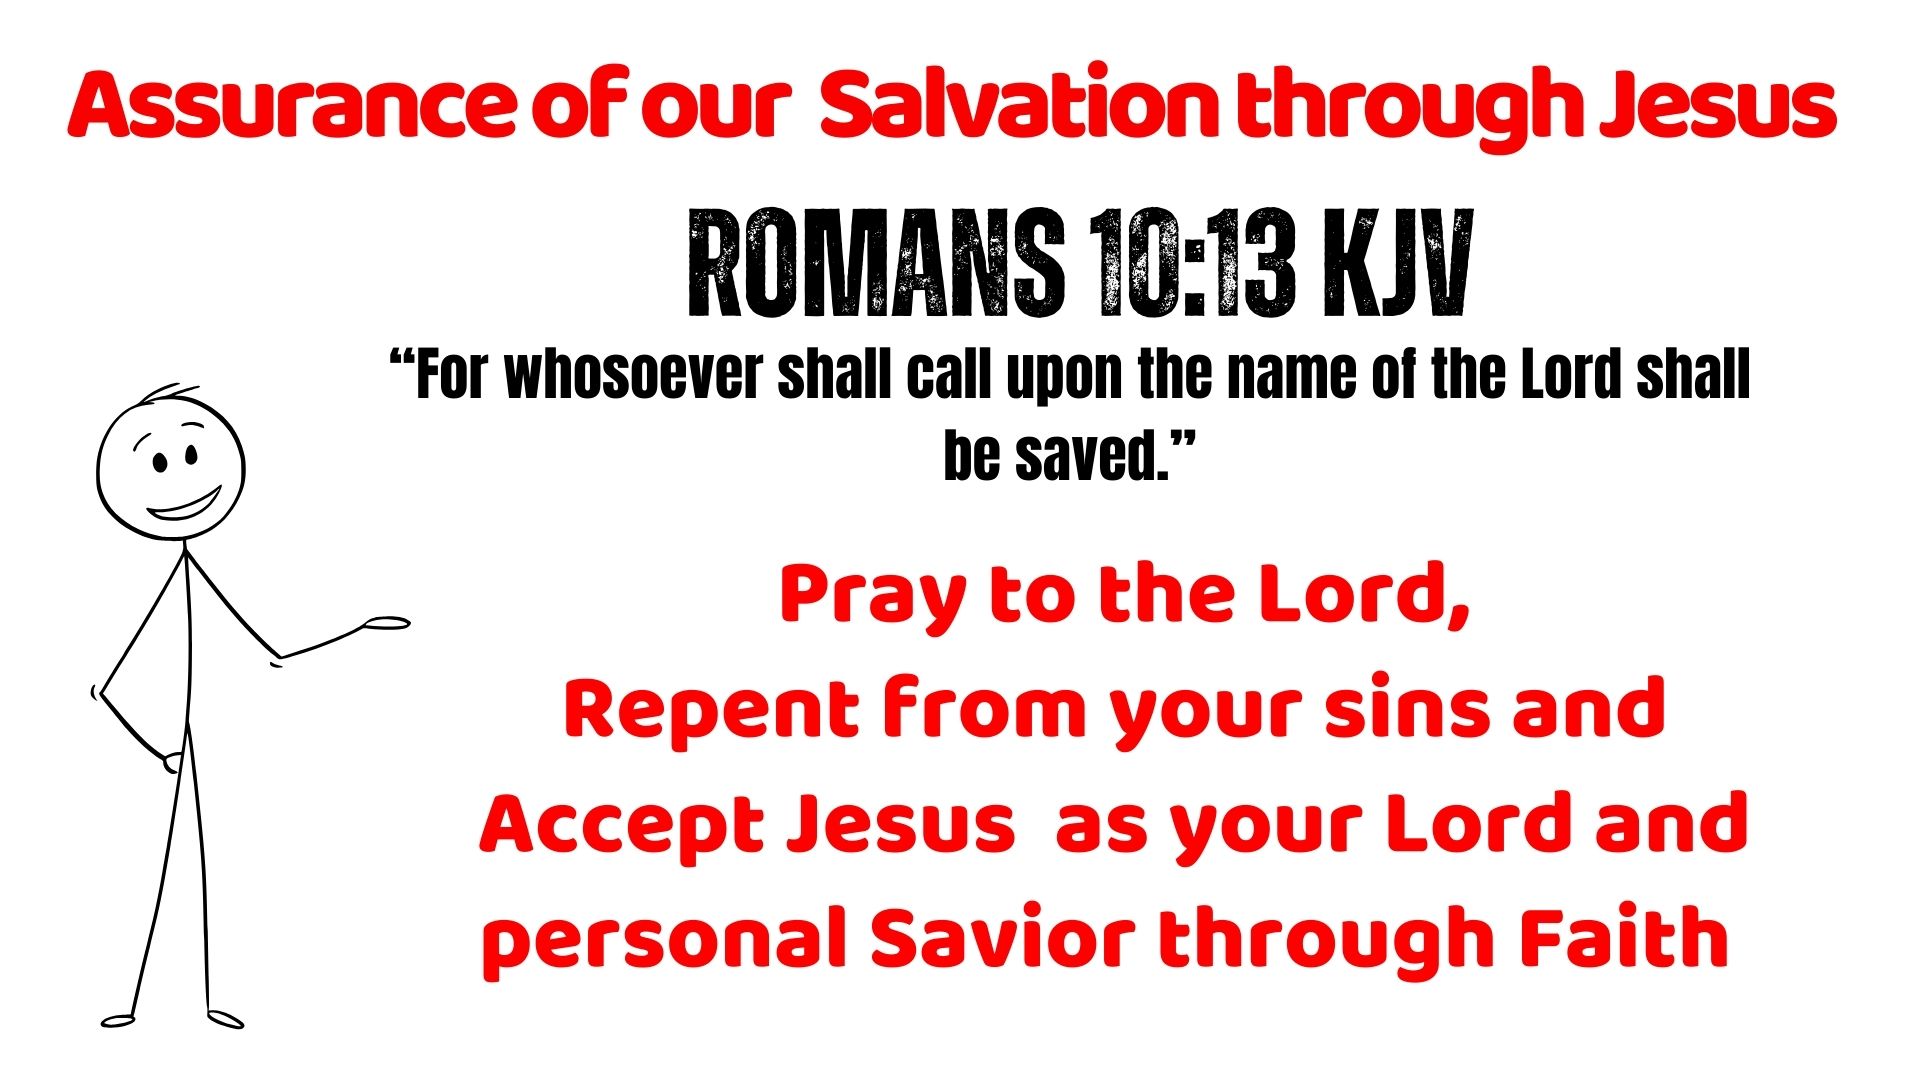 Assurance of our Salvation through Jesus
ROMANS 10:13 KJV
“For whosoever shall call upon the name of the Lord shall
be saved.”
Pray to the Lord,
Repent from your sins and
Accept Jesus as your Lord and
personal Savior through Faith